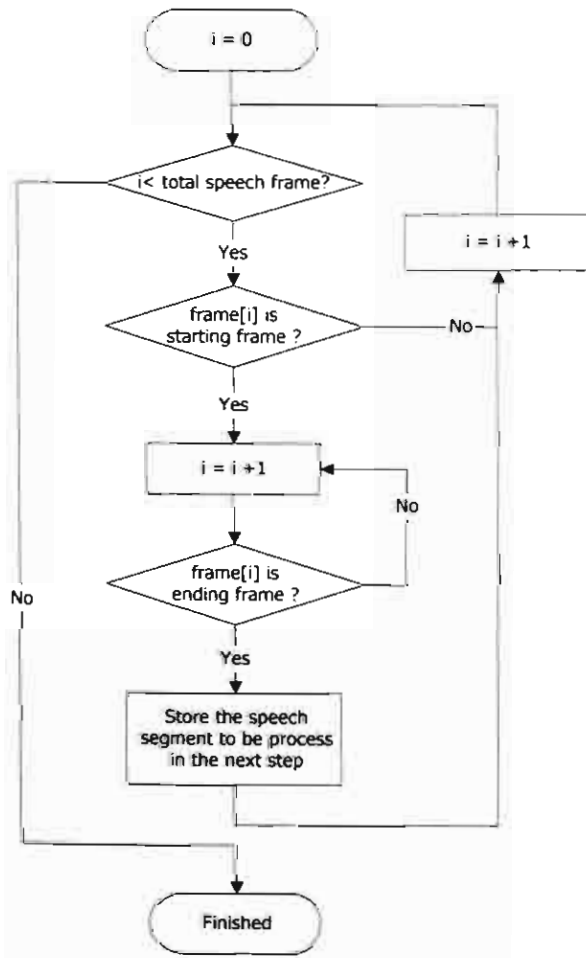 i = 0
i< total speech frame?
Yes
i = i +1
frame[i] is
starting frame ?
No
Yes
i = i +1
No
frame[i] is
ending frame ?
No
Yes
Store the speech
segment to be process
in the next step
Finished